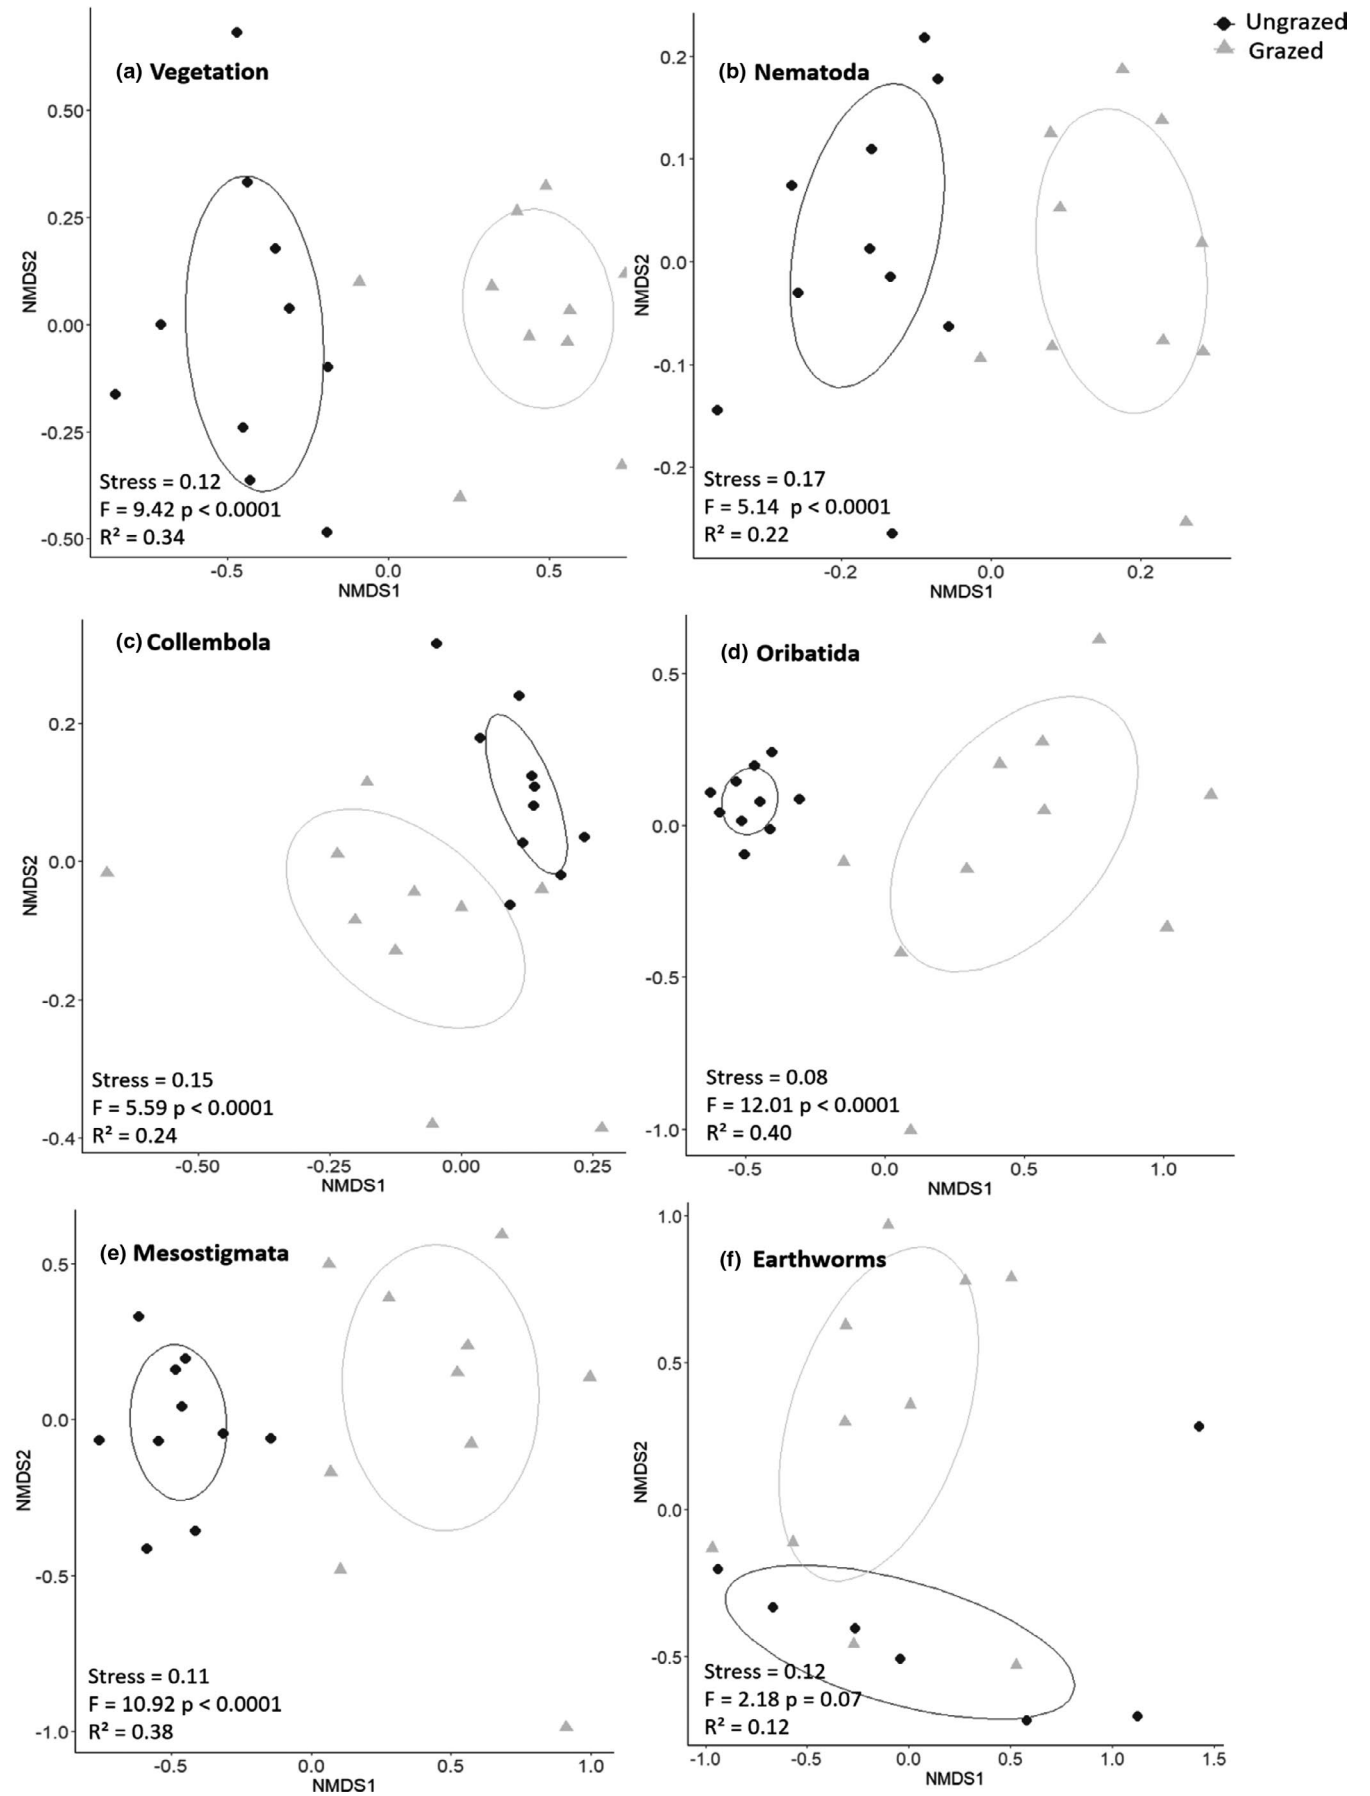 Ungrazed
Grazed
(a) Vegetation
0.50
0.25
0.00
-0.25
-0.50
NMDS2
Stress = 0.12
F = 9.42 p < 0.0001
R² = 0.34
-0.5 0.0 0.5
NMDS1
(b) Nematoda
0.2
0.1
0.0
-0.1
-0.2
NMDS2
Stress = 0.17
F = 5.14 p < 0.0001
R² = 0.22
-0.2 0.0 0.2
NMDS1
(c) Collembola
0.2
0.0
-0.2
-0.4
NMDS2
Stress = 0.15
F = 5.59 p < 0.0001
R² = 0.24
-0.50 -0.25 0.00 0.25
NMDS1
(d) Oribatida
0.5
0.0
-0.5
-1.0
Stress = 0.08
F = 12.01 p < 0.0001
R² = 0.40
-0.5 0.0 0.5 1.0
NMDS1
(e) Mesostigmata
0.5
0.0
-0.5
-1.0
NMDS2
Stress = 0.11
F = 10.92 p < 0.0001
R² = 0.38
-0.5 0.0 0.5 1.0
NMDS1
(f) Earthworms
1.0
0.5
0.0
-0.5
NMDS2
Stress = 0.12
F = 2.18 p = 0.07
R² = 0.12
-1.0 -0.5 0.0 0.5 1.0 1.5
NMDS1